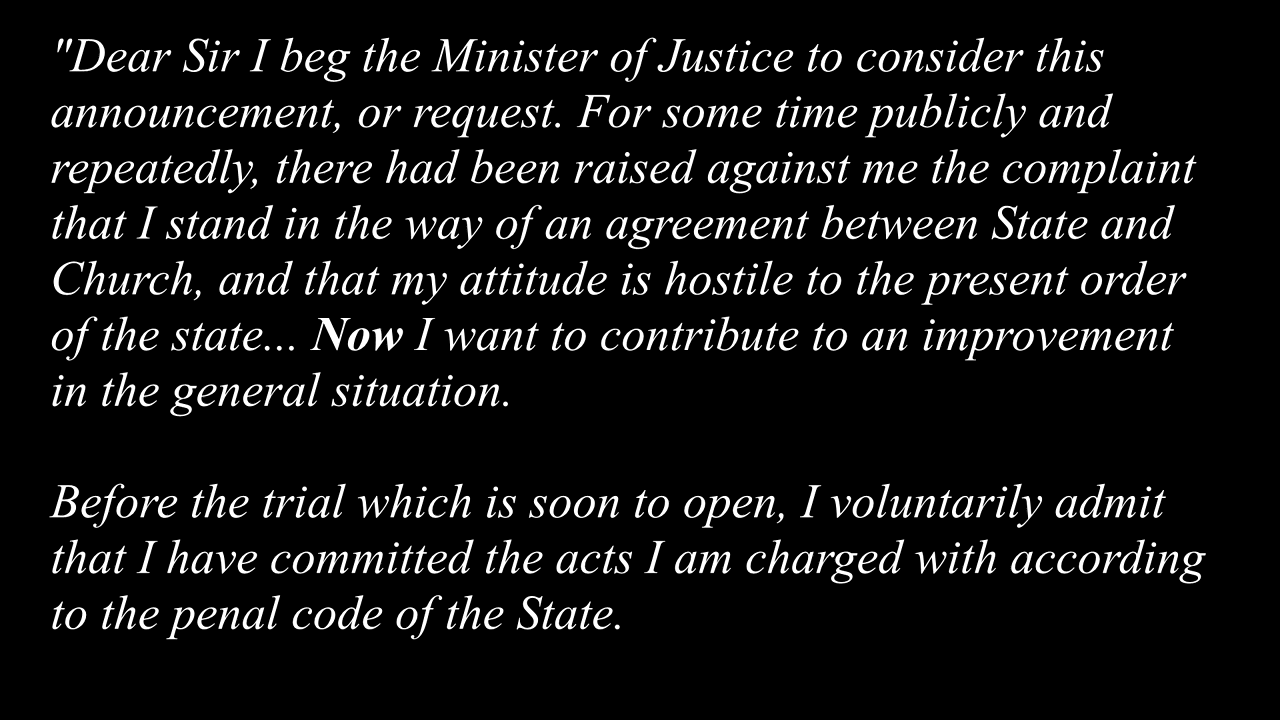 "Dear Sir I beg the Minister of Justice to consider this
announcement, or request. For some time publicly and
repeatedly, there had been raised against me the complaint
that I stand in the way of an agreement between State and
Church, and that my attitude is hostile to the present order
of the state... Now I want to contribute to an improvement
in the general situation.
Before the trial which is soon to open, I voluntarily admit
that I have committed the acts I am charged with according
to the penal code of the State.